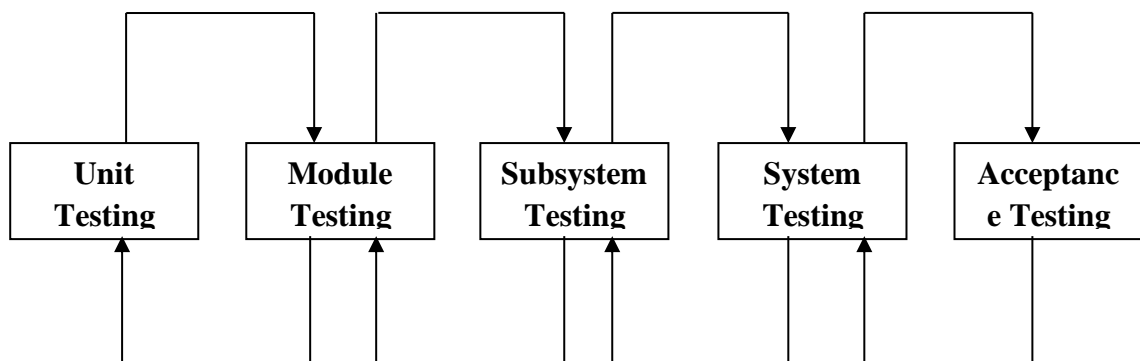 Unit
Testing
Module
Testing
Subsystem
Testing
System
Testing
Acceptanc
e Testing